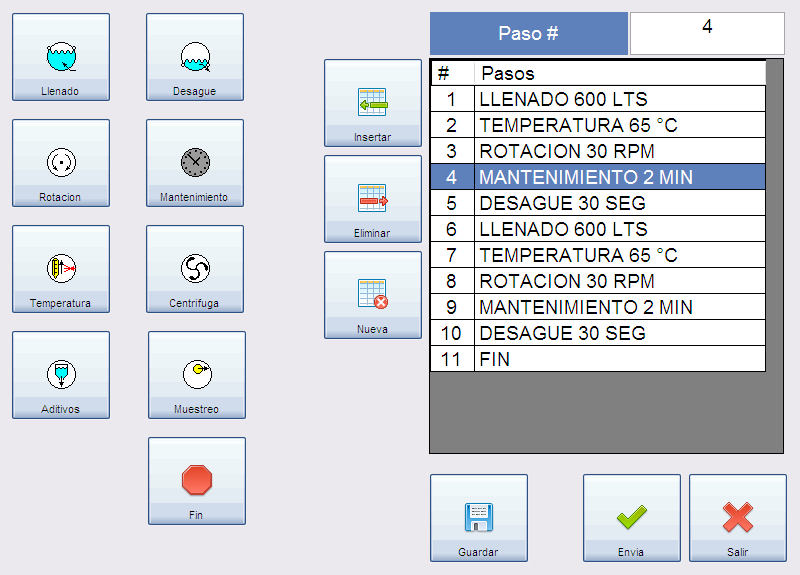 Llenado
Desague
Rotacion
Mantenimiento
Temperatura
Centrifuga
Aditivos
Muestreo
Fin
Insertar
Eliminar
Nueva
Paso # 4
# Pasos
1 LLENADO 600 LTS
2 TEMPERATURA 65 °C
3 ROTACION 30 RPM
4 MANTENIMIENTO 2 MIN
5 DESAGUE 30 SEG
6 LLENADO 600 LTS
7 TEMPERATURA 65 °C
8 ROTACION 30 RPM
9 MANTENIMIENTO 2 MIN
10 DESAGUE 30 SEG
11 FIN
Guardar
Envia
Salir